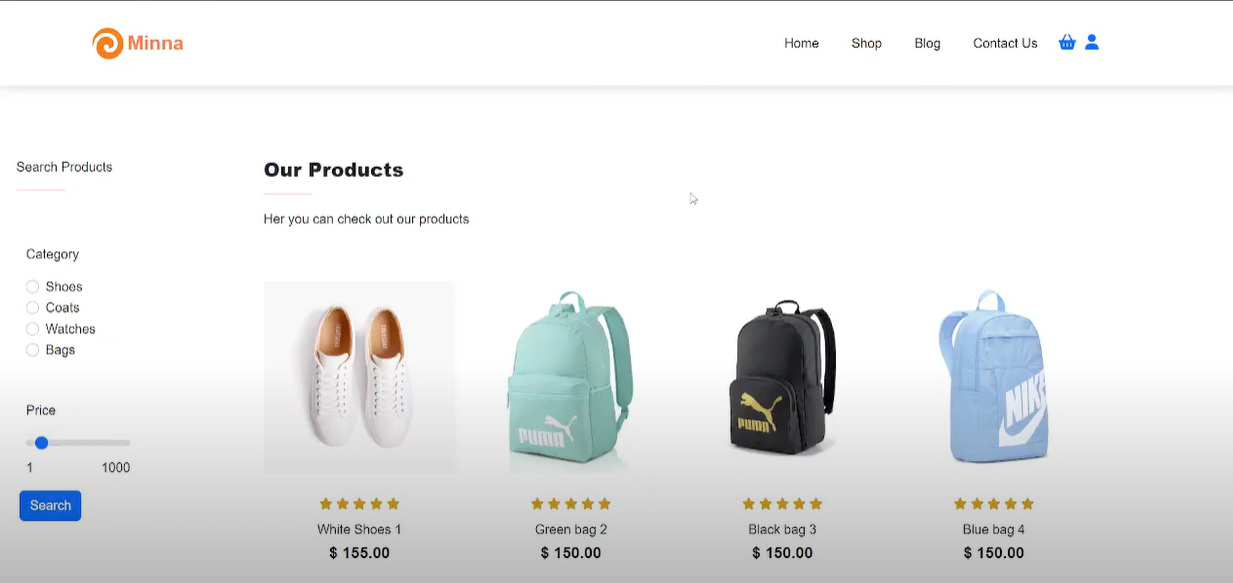 Minna
Home Shop Blog Contact Us
Search Products
Category
Shoes
Coats
Watches
Bags
Price
1 1000
Search
Our Products
Her you can check out our products
PUMA
PUMA
NIKE
White Shoes 1 Green bag 2 Black bag 3 Blue bag 4
$ 155.00 $ 150.00 $ 150.00 $ 150.00